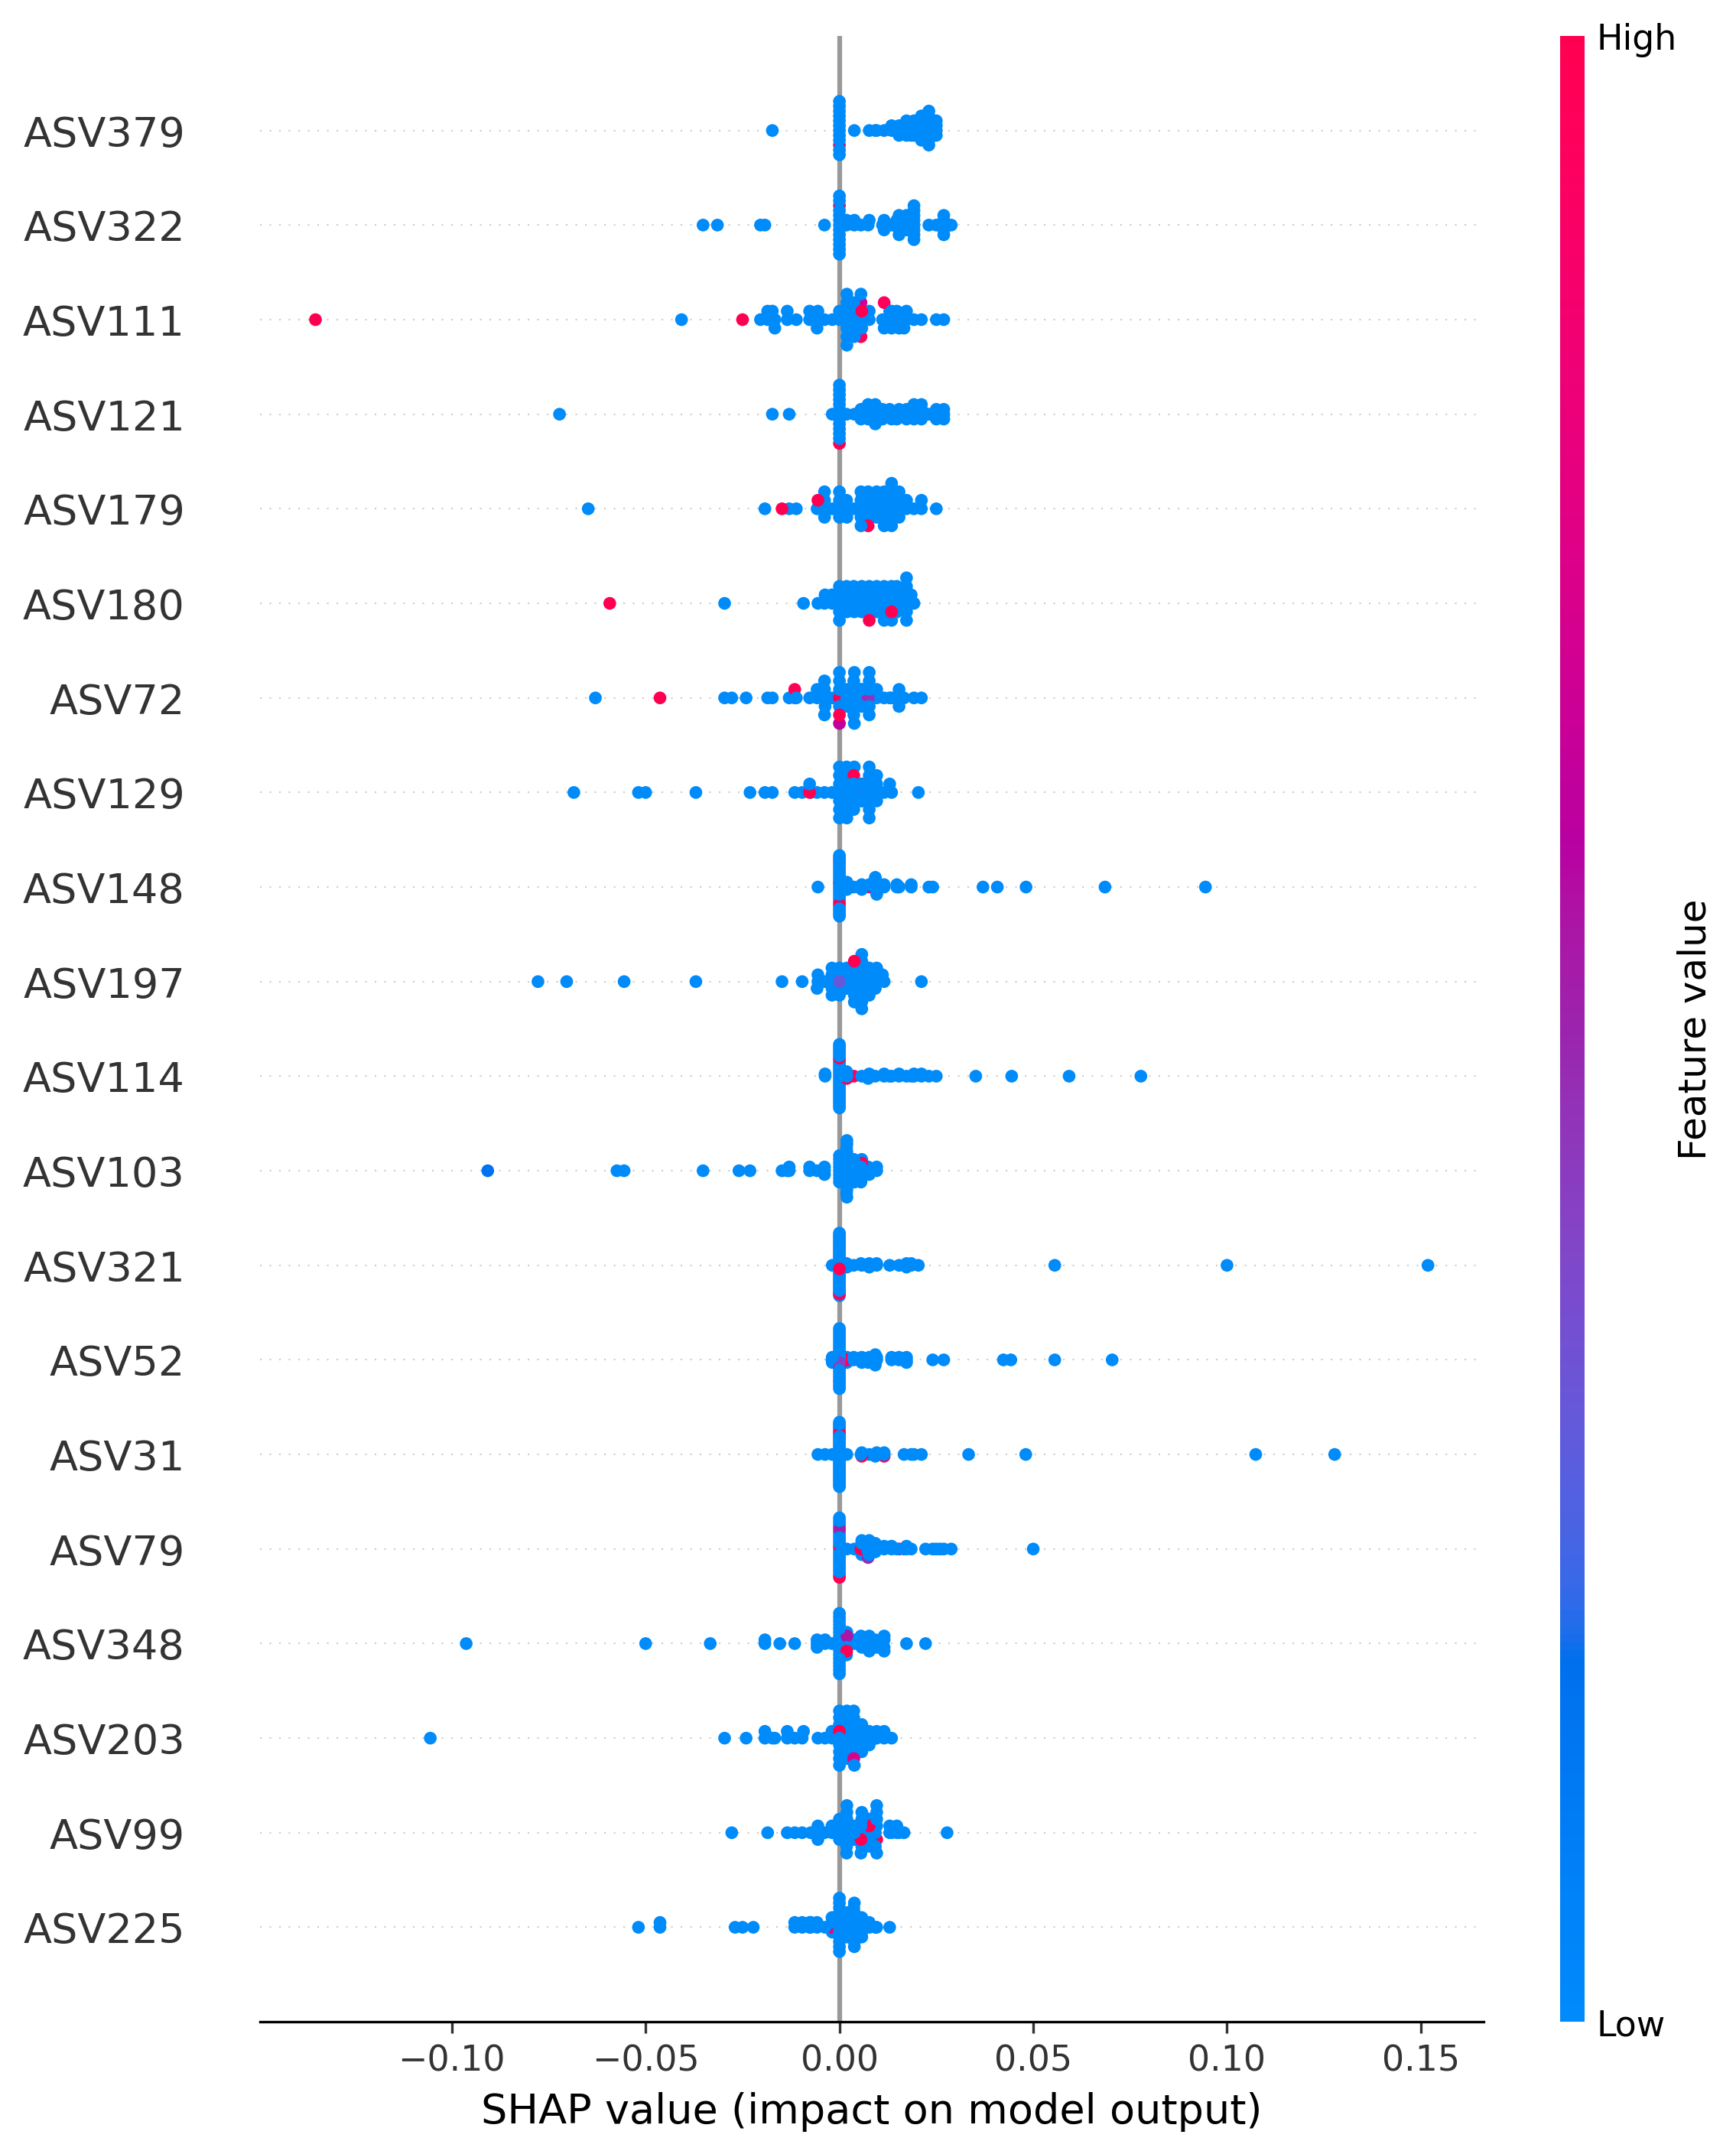 High
ASV379
ASV322
ASV111
ASV121
ASV179
ASV180
ASV72
ASV129
ASV148
ASV197
ASV114
ASV103
ASV321
ASV52
ASV31
ASV79
ASV348
ASV203
ASV99
ASV225
Feature value
Low
−0.10 −0.05 0.00 0.05 0.10 0.15
SHAP value (impact on model output)